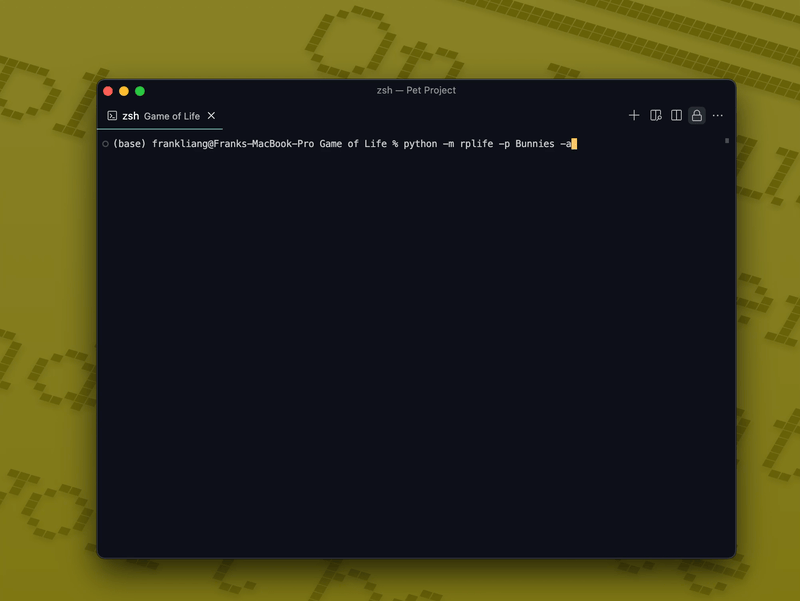 zsh — Pet Project
zsh Game of Life
(base) frankliang@Franks-MacBook-Pro Game of Life % python -m rplife -p Bunnies -a